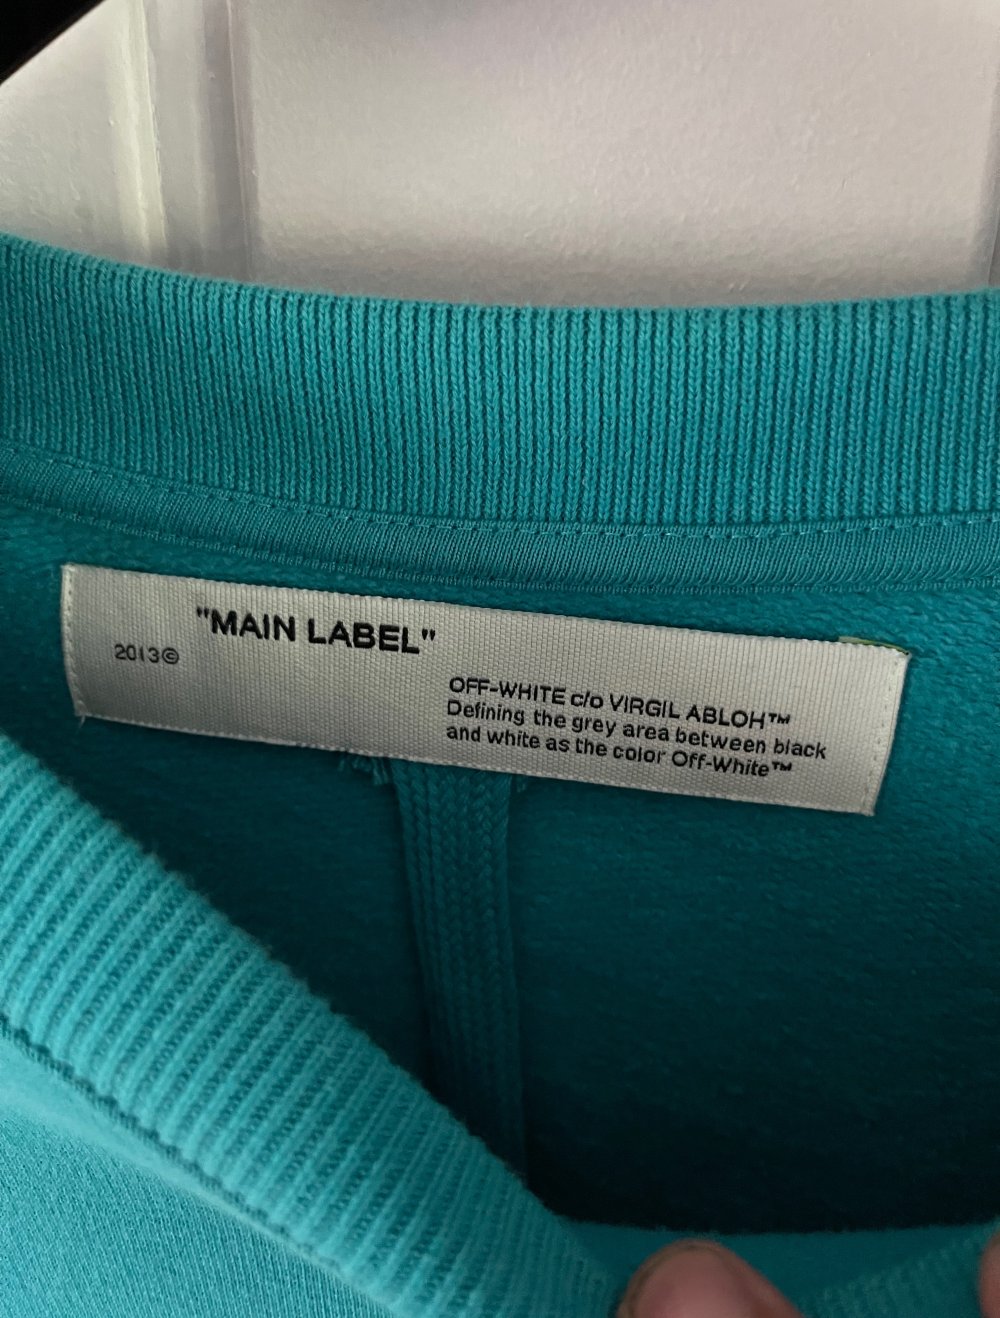 "MAIN LABEL"
2013©
OFF-WHITE c/o VIRGIL ABLOH™
Defining the grey area between black
and white as the color Off-White™